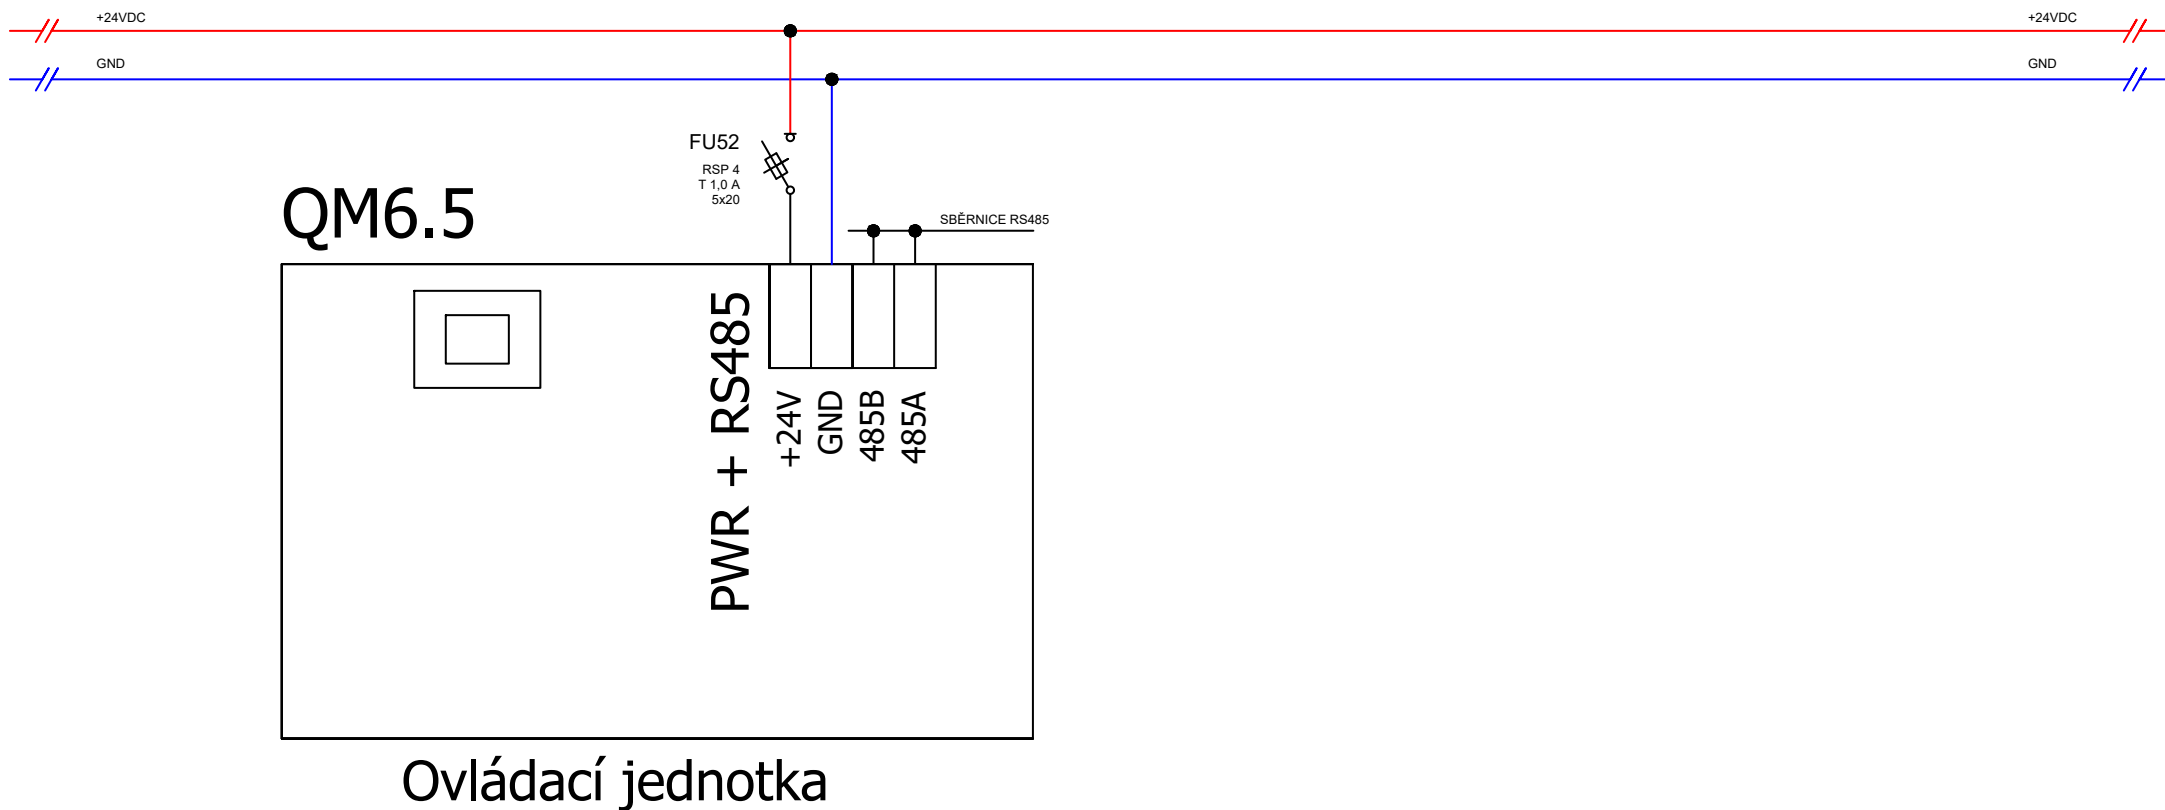 +24VDC
+24VDC
GND
GND
FU52
RSP 4
T 1,0 A
5x20
QM6.5
SBĚRNICE RS485
PWR + RS485
+24V
GND
485B
485A
Ovládací jednotka